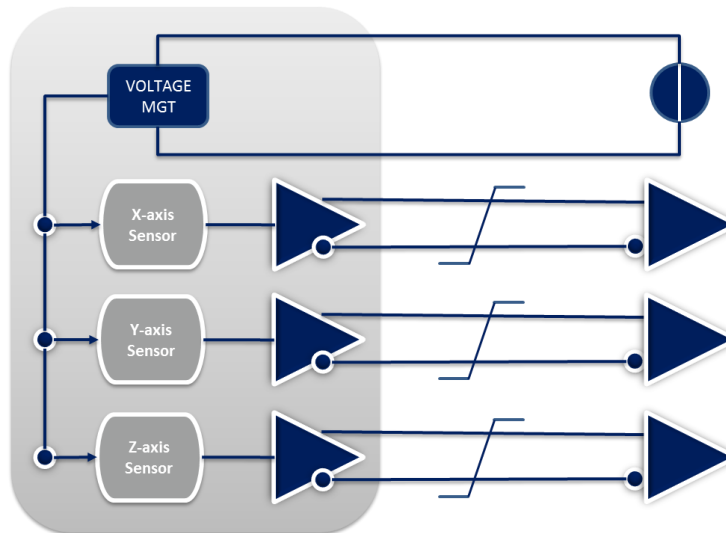 VOLTAGE
MGT
X-axis
Sensor
Y-axis
Sensor
Z-axis
Sensor